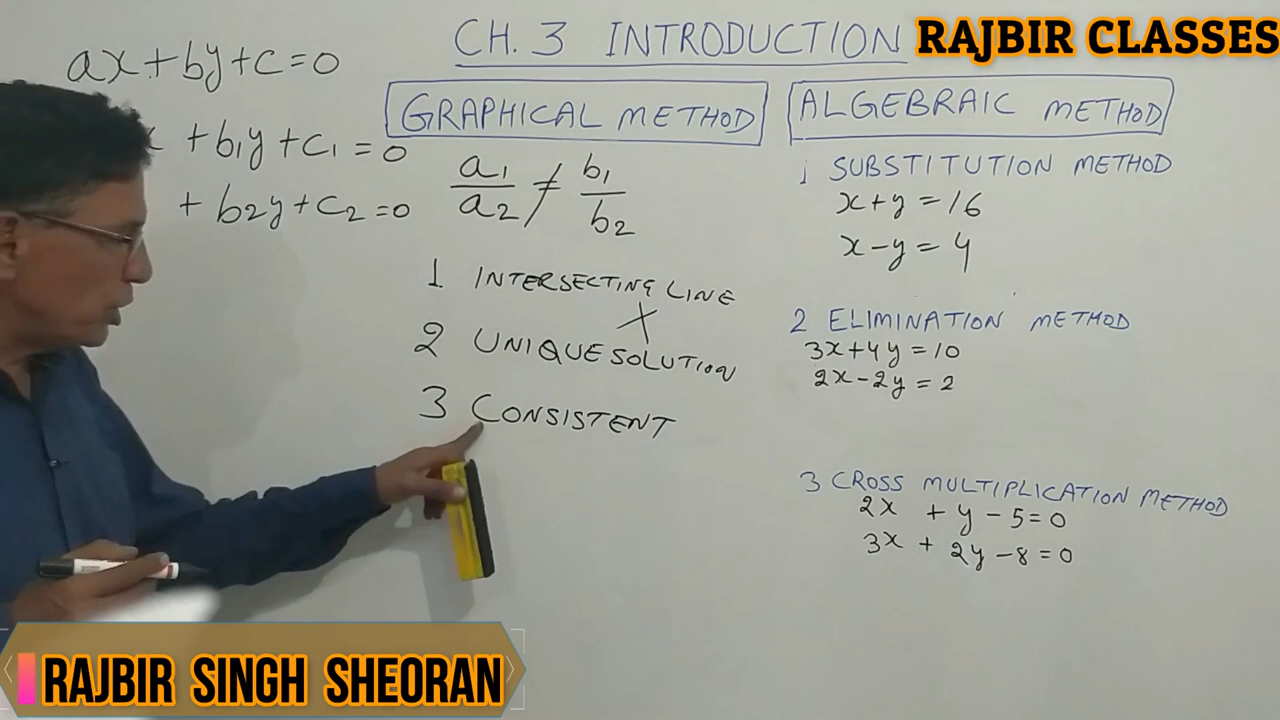 CH. 3 INTRODUCTION
RAJBIR CLASSES
ax+by+c=0
+b₁y+c₁=0
+ b₂y+c₂=0
GRAPHICAL METHOD
a₁/a₂ ≠ b₁/b₂
1 INTERSECTING LINE
2 UNIQUE SOLUTION
3 CONSISTENT
ALGEBRAIC METHOD
1 SUBSTITUTION METHOD
x+y=16
x-y=4
2 ELIMINATION METHOD
3x+4y=10
2x-2y=2
3 CROSS MULTIPLICATION METHOD
2x + y - 5=0
3x + 2y - 8=0
RAJBIR SINGH SHEORAN